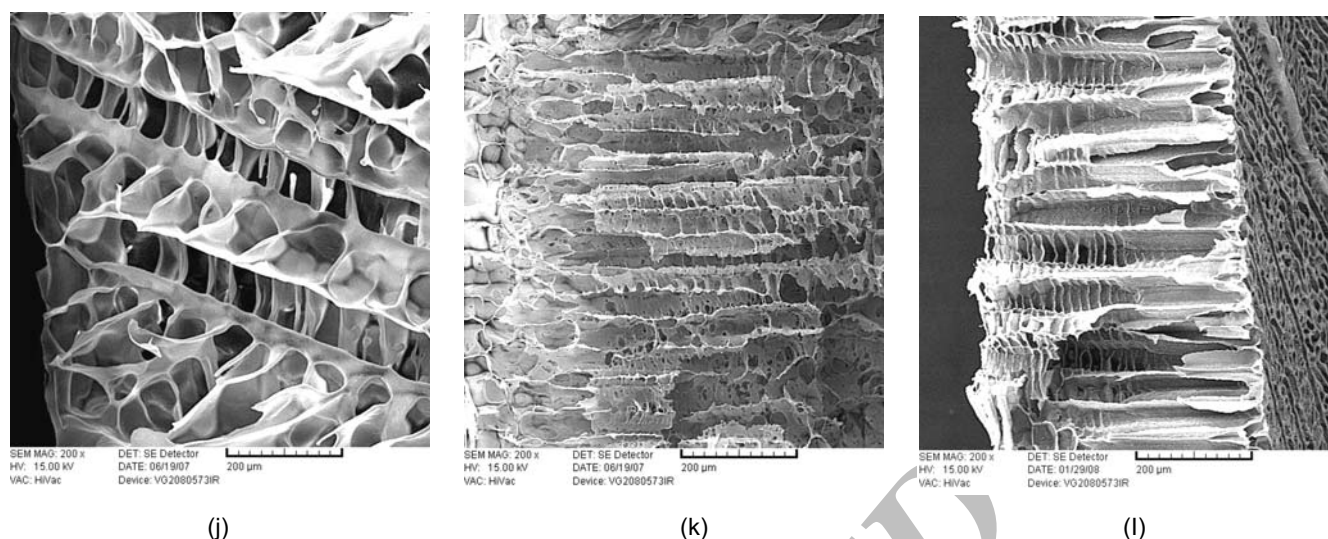 SEM MAG: 200 x DET: SE Detector
HV: 15.00 kV DATE: 06/19/07 200 µm
VAC: HiVac Device: VG2080573IR
(j)
SEM MAG: 200 x DET: SE Detector
HV: 15.00 kV DATE: 06/19/07 200 µm
VAC: HiVac Device: VG2080573IR
(k)
SEM MAG: 200 x DET: SE Detector
HV: 15.00 kV DATE: 01/29/08 200 µm
VAC: HiVac Device: VG2080573IR
(l)